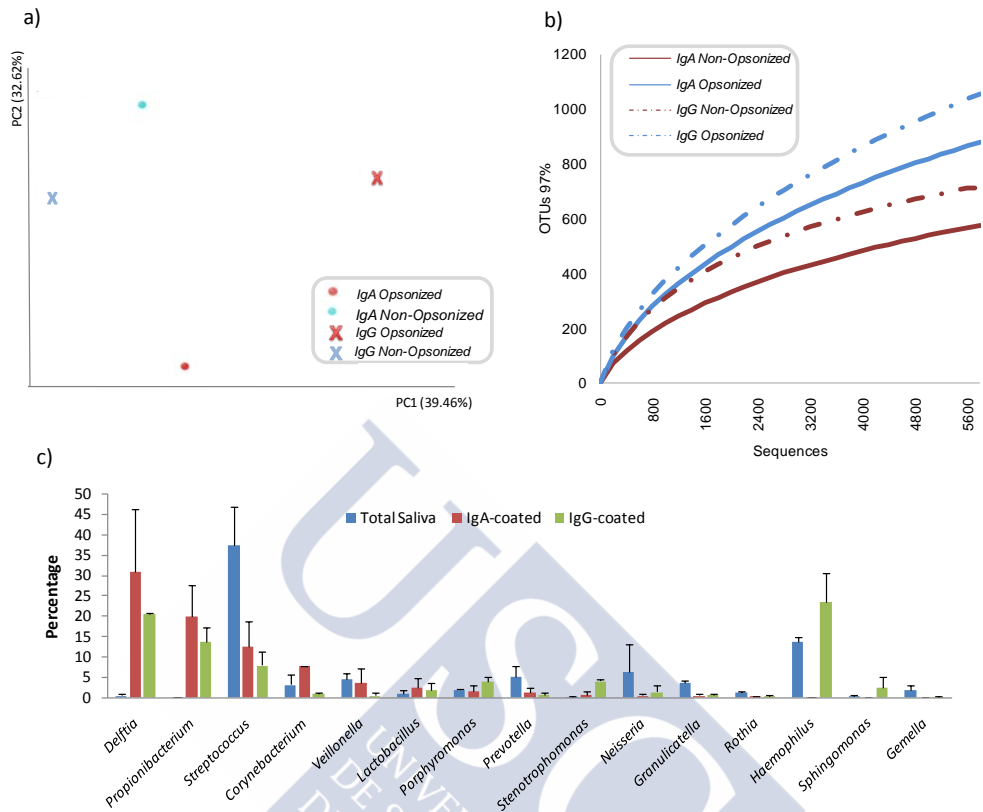 a)
PC2 (32.62%)
IgA Opsonized
IgA Non-Opsonized
IgG Opsonized
IgG Non-Opsonized
PC1 (39.46%)
b)
1200
1000
800
600
400
200
0
OTUs 97%
IgA Non-Opsonized
IgA Opsonized
IgG Non-Opsonized
IgG Opsonized
0
800
1600
2400
3200
4000
4800
5600
Sequences
c)
50
45
40
35
30
25
20
15
10
5
0
Percentage
Total Saliva
IgA-coated
IgG-coated
Delftia
Propionibacterium
Streptococcus
Corynebacterium
Veillonella
Lactobacillus
Porphyromonas
Prevotella
Stenotrophomonas
Neisseria
Granulicatella
Rothia
Haemophilus
Sphingomonas
Gemella
USC
DE